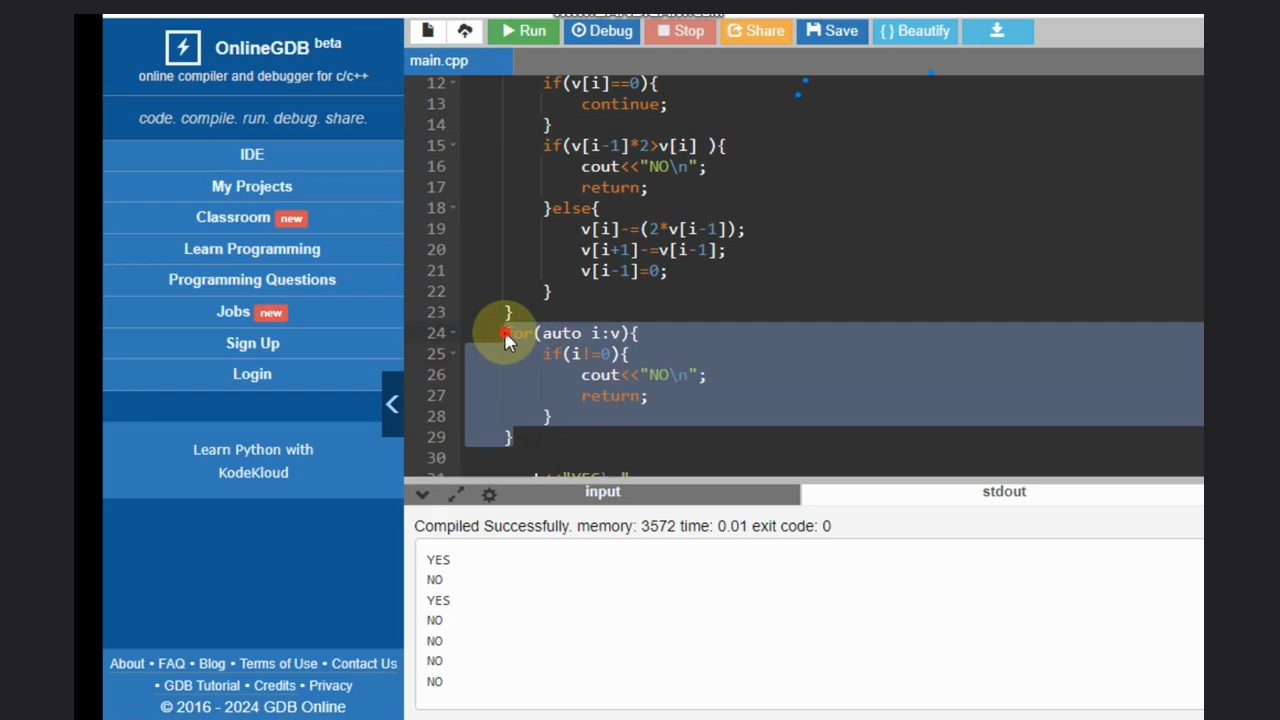 OnlineGDB beta
online compiler and debugger for c/c++
code. compile. run. debug. share.
IDE
My Projects
Classroom new
Learn Programming
Programming Questions
Jobs new
Sign Up
Login
Learn Python with
KodeKloud
About • FAQ • Blog • Terms of Use • Contact Us
• GDB Tutorial • Credits • Privacy
© 2016 - 2024 GDB Online
Run Debug Stop Share Save { } Beautify
main.cpp
12 if(v[i]==0){
13 continue;
14 }
15 if(v[i-1]*2>v[i] ){
16 cout<<"NO\n";
17 return;
18 }else{
19 v[i]-=(2*v[i-1]);
20 v[i+1]-=v[i-1];
21 v[i-1]=0;
22 }
23 }
24 for(auto i:v){
25 if(i!=0){
26 cout<<"NO\n";
27 return;
28 }
29 }
30
input stdout
Compiled Successfully. memory: 3572 time: 0.01 exit code: 0
YES
NO
YES
NO
NO
NO
NO